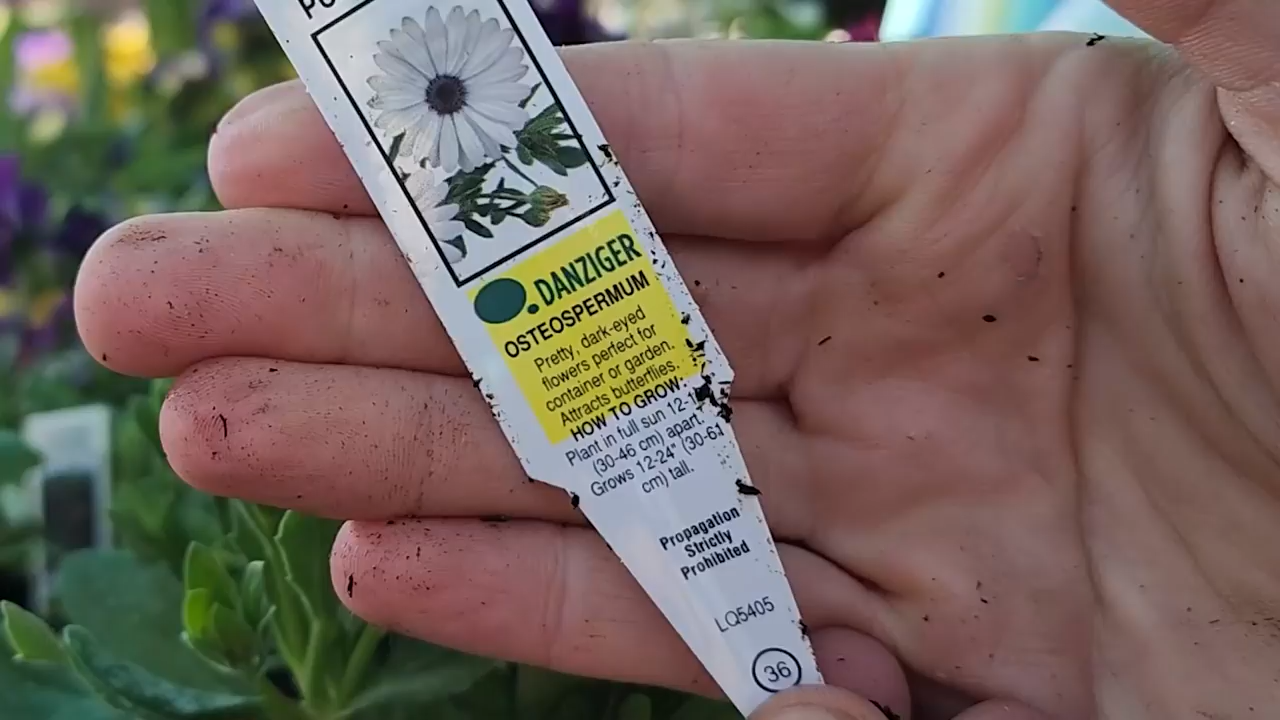 DANZIGER
OSTEOSPERMUM
Pretty, dark-eyed
flowers perfect for
container or garden.
Attracts butterflies.
HOW TO GROW:
Plant in full sun
(30-46 cm) apart.
Grows 12-24" (30-61
cm) tall.
Propagation
Strictly
Prohibited
LQ5405
36